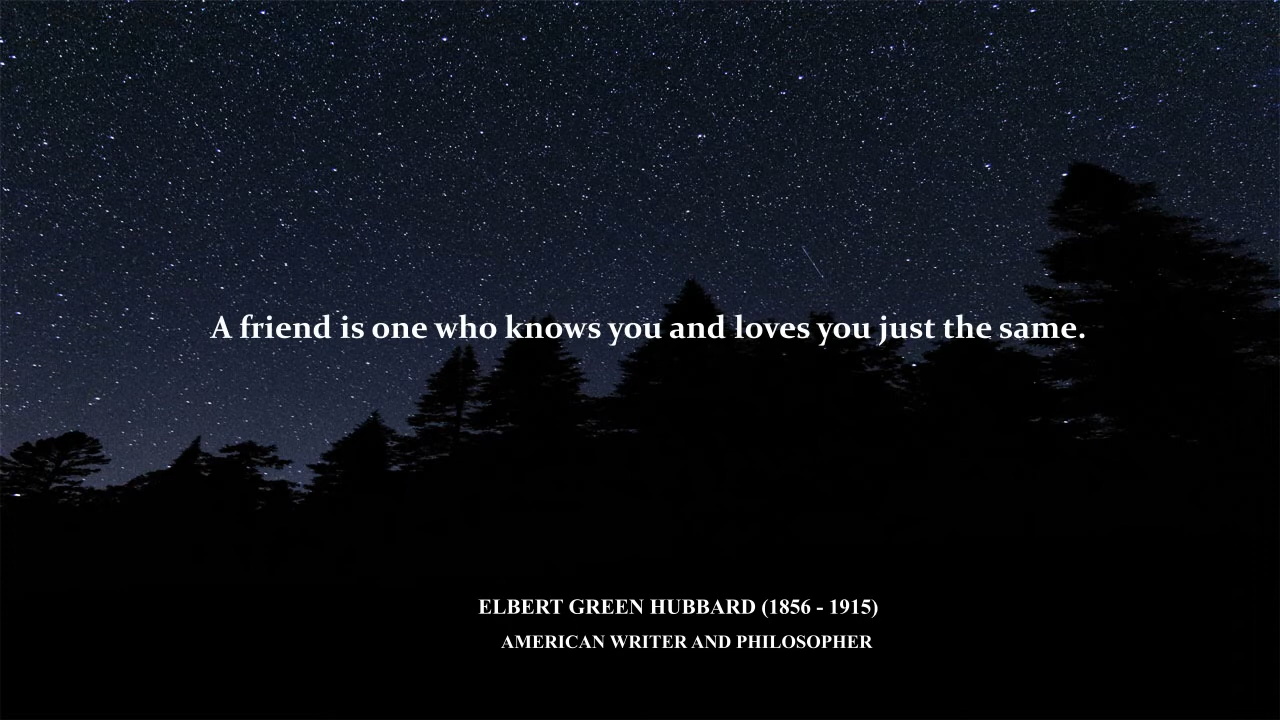 A friend is one who knows you and loves you just the same.
ELBERT GREEN HUBBARD (1856 - 1915)
AMERICAN WRITER AND PHILOSOPHER